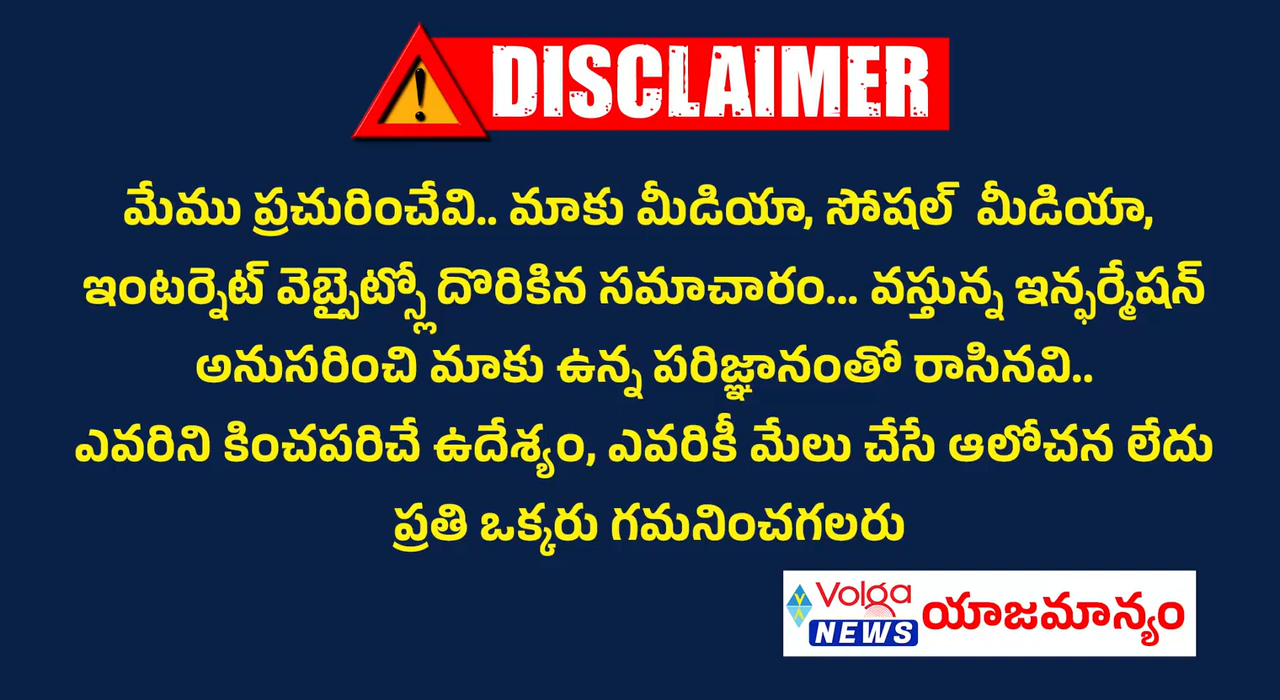 DISCLAIMER
మేము ప్రచురించేవి.. మాకు మీడియా, సోషల్ మీడియా,
ఇంటర్నెట్ వెబ్సైట్స్లో దొరికిన సమాచారం... వస్తున్న ఇన్ఫర్మేషన్
అనుసరించి మాకు ఉన్న పరిజ్ఞానంతో రాసినవి..
ఎవరిని కించపరిచే ఉదేశ్యం, ఎవరికీ మేలు చేసే ఆలోచన లేదు
ప్రతి ఒక్కరు గమనించగలరు
Volga
NEWS యాజమాన్యం